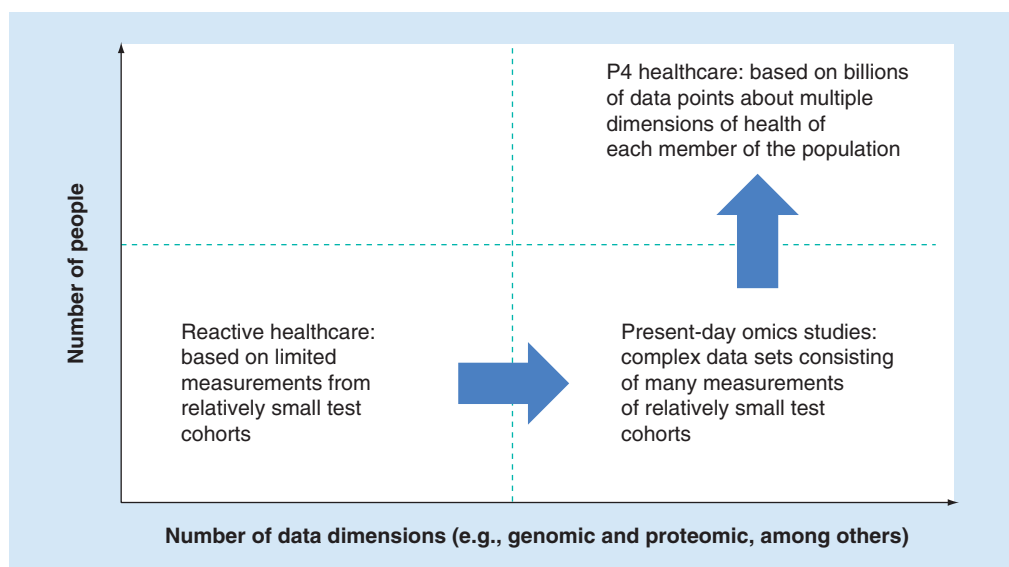 P4 healthcare: based on billions
of data points about multiple
dimensions of health of
each member of the population
Number of people
Reactive healthcare:
based on limited
measurements from
relatively small test
cohorts
Present-day omics studies:
complex data sets consisting
of many measurements
of relatively small test
cohorts
Number of data dimensions (e.g., genomic and proteomic, among others)